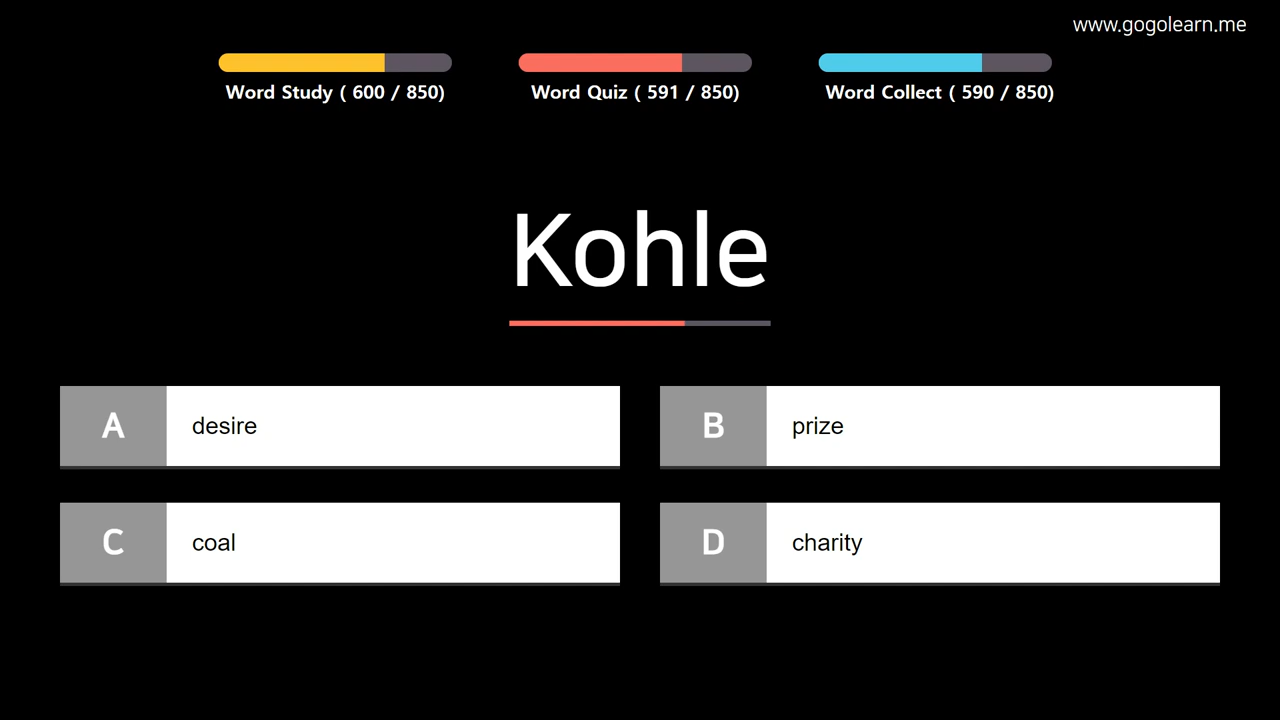 www.gogolearn.me
Word Study ( 600 / 850)
Word Quiz ( 591 / 850)
Word Collect ( 590 / 850)
Kohle
A desire
B prize
C coal
D charity